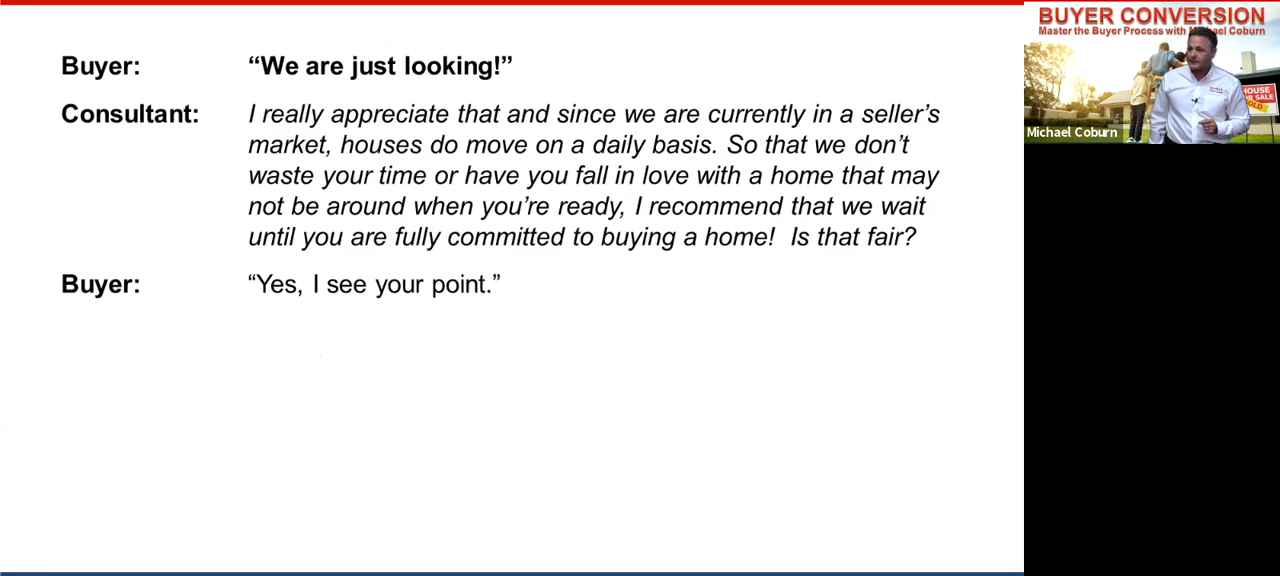 Buyer: “We are just looking!”
Consultant: I really appreciate that and since we are currently in a seller’s
market, houses do move on a daily basis. So that we don’t
waste your time or have you fall in love with a home that may
not be around when you’re ready, I recommend that we wait
until you are fully committed to buying a home! Is that fair?
Buyer: “Yes, I see your point.”
BUYER CONVERSION
Master the Buyer Process with Coburn
HOUSE
SALE
SOLD
Michael Coburn